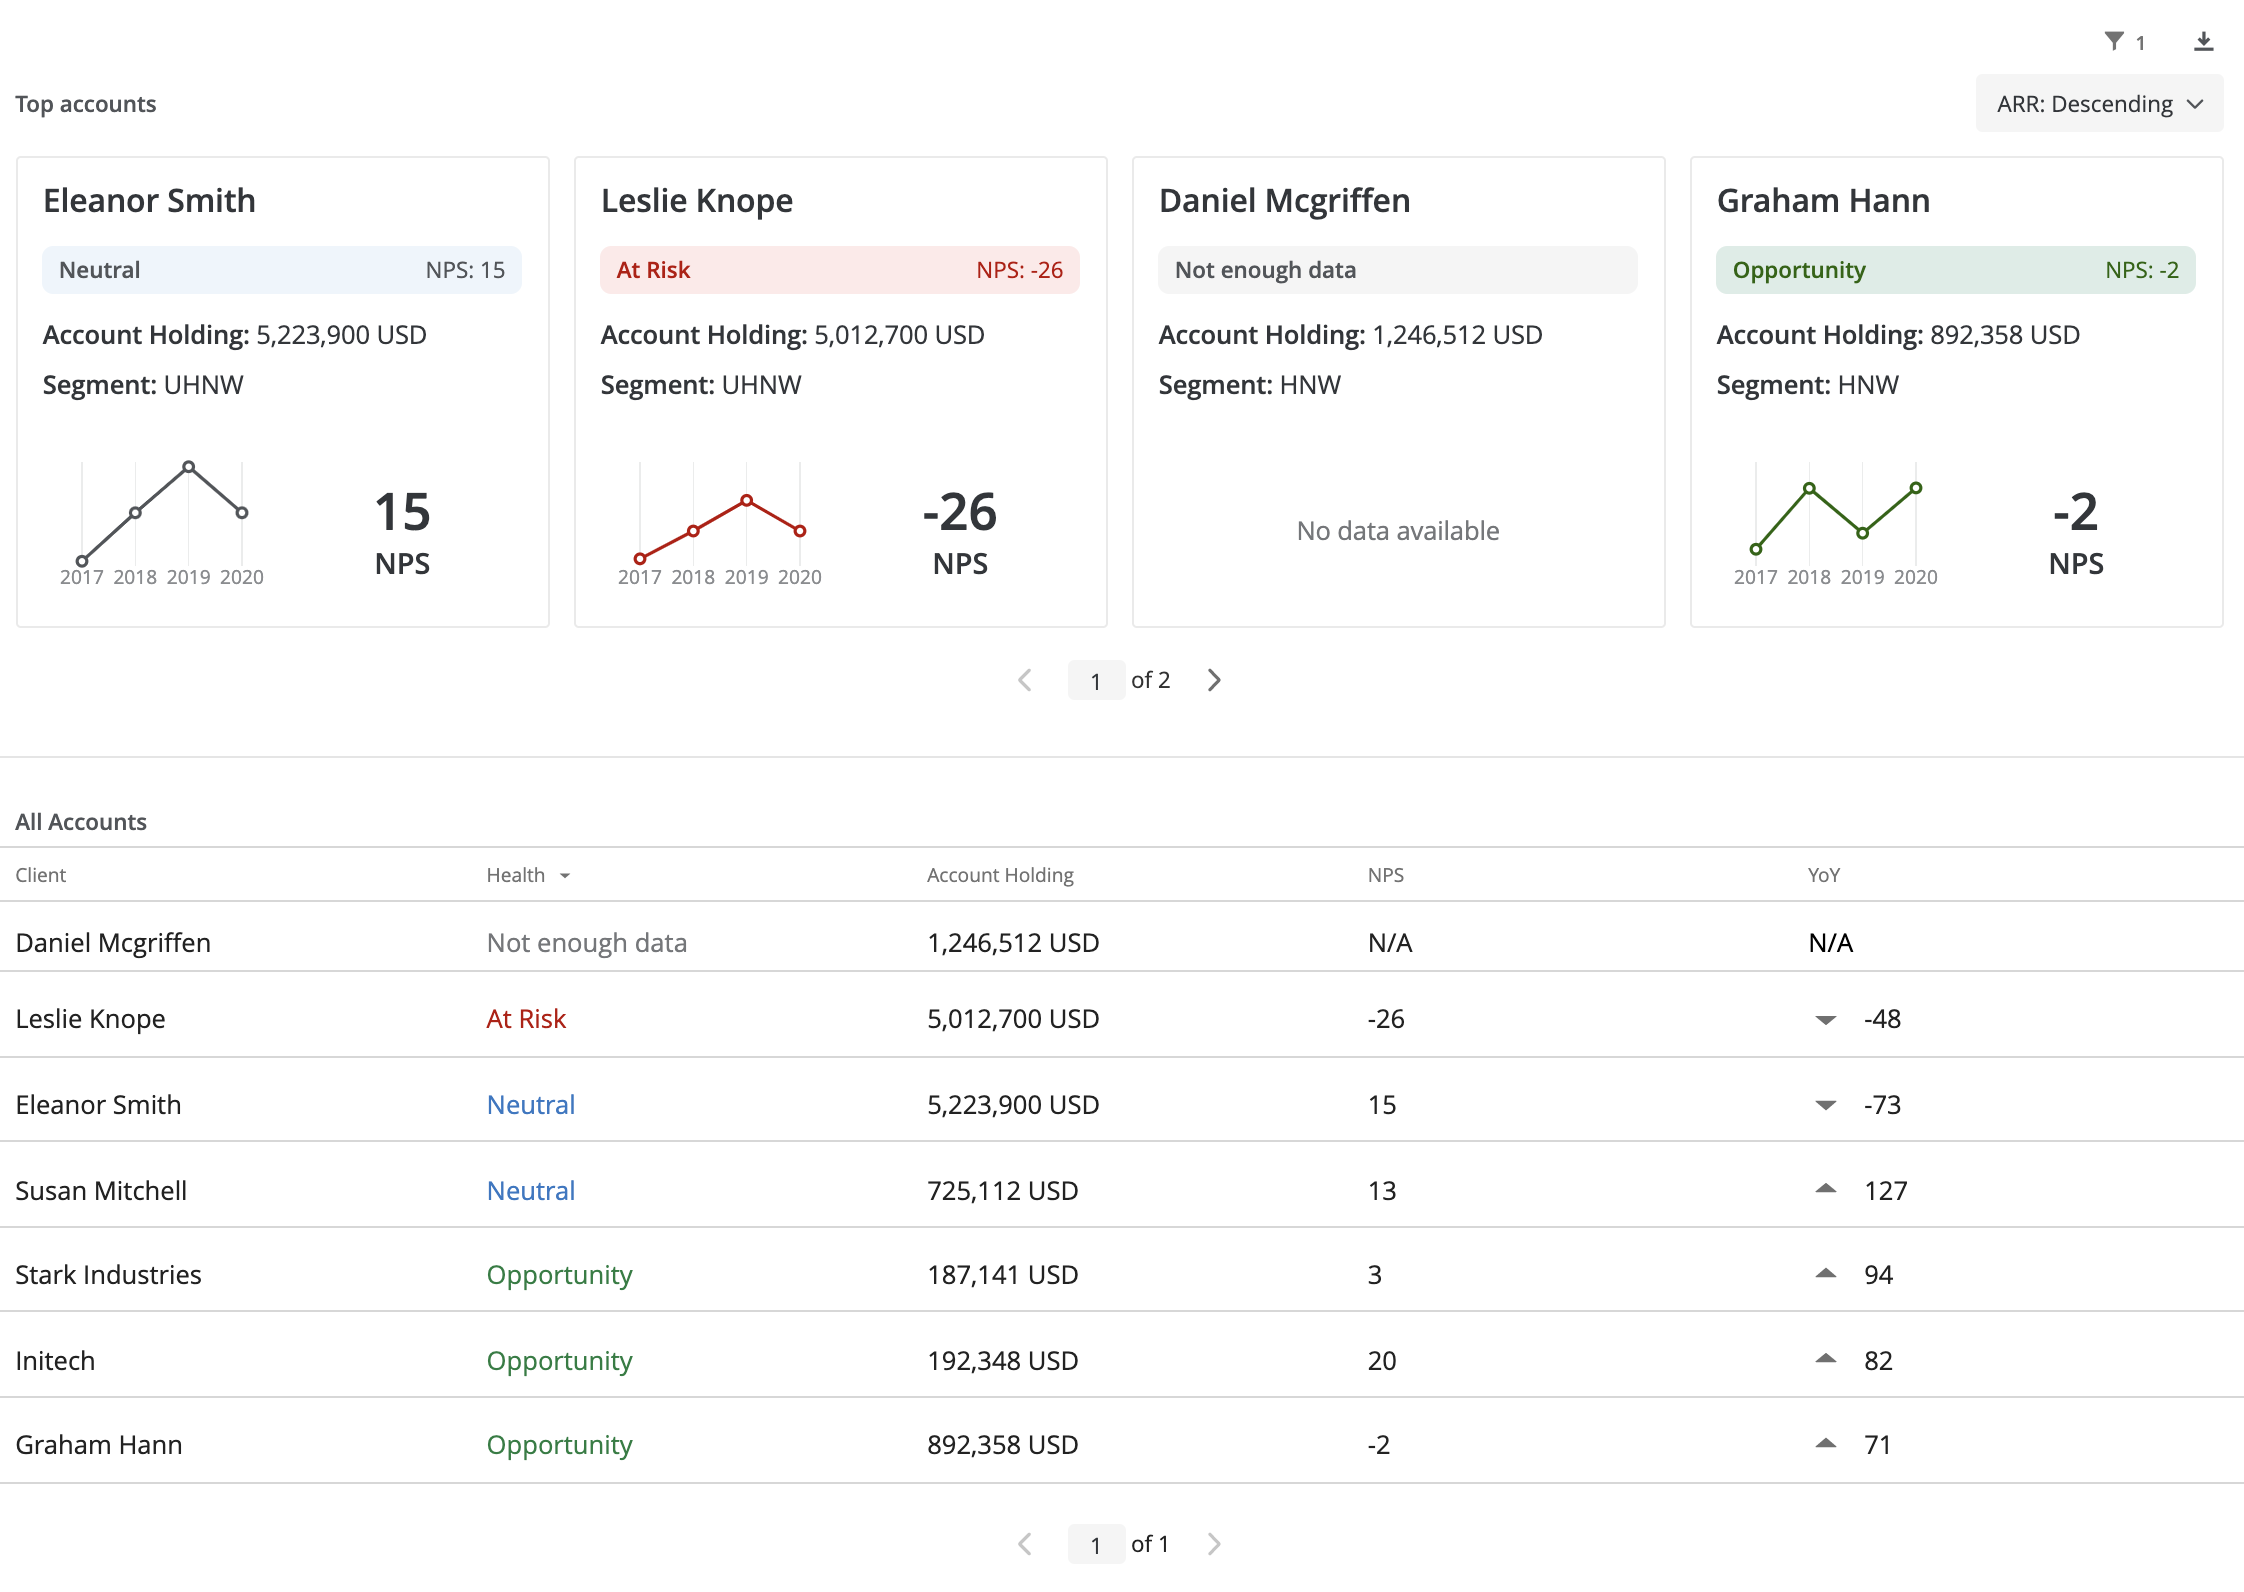 1
Top accounts
ARR: Descending
Eleanor Smith
Neutral NPS: 15
Account Holding: 5,223,900 USD
Segment: UHNW
2017 2018 2019 2020
15
NPS
Leslie Knope
At Risk NPS: -26
Account Holding: 5,012,700 USD
Segment: UHNW
2017 2018 2019 2020
-26
NPS
Daniel Mcgriffen
Not enough data
Account Holding: 1,246,512 USD
Segment: HNW
No data available
Graham Hann
Opportunity NPS: -2
Account Holding: 892,358 USD
Segment: HNW
2017 2018 2019 2020
-2
NPS
1 of 2
All Accounts
Client Health Account Holding NPS YoY
Daniel Mcgriffen Not enough data 1,246,512 USD N/A N/A
Leslie Knope At Risk 5,012,700 USD -26 -48
Eleanor Smith Neutral 5,223,900 USD 15 -73
Susan Mitchell Neutral 725,112 USD 13 127
Stark Industries Opportunity 187,141 USD 3 94
Initech Opportunity 192,348 USD 20 82
Graham Hann Opportunity 892,358 USD -2 71
1 of 1